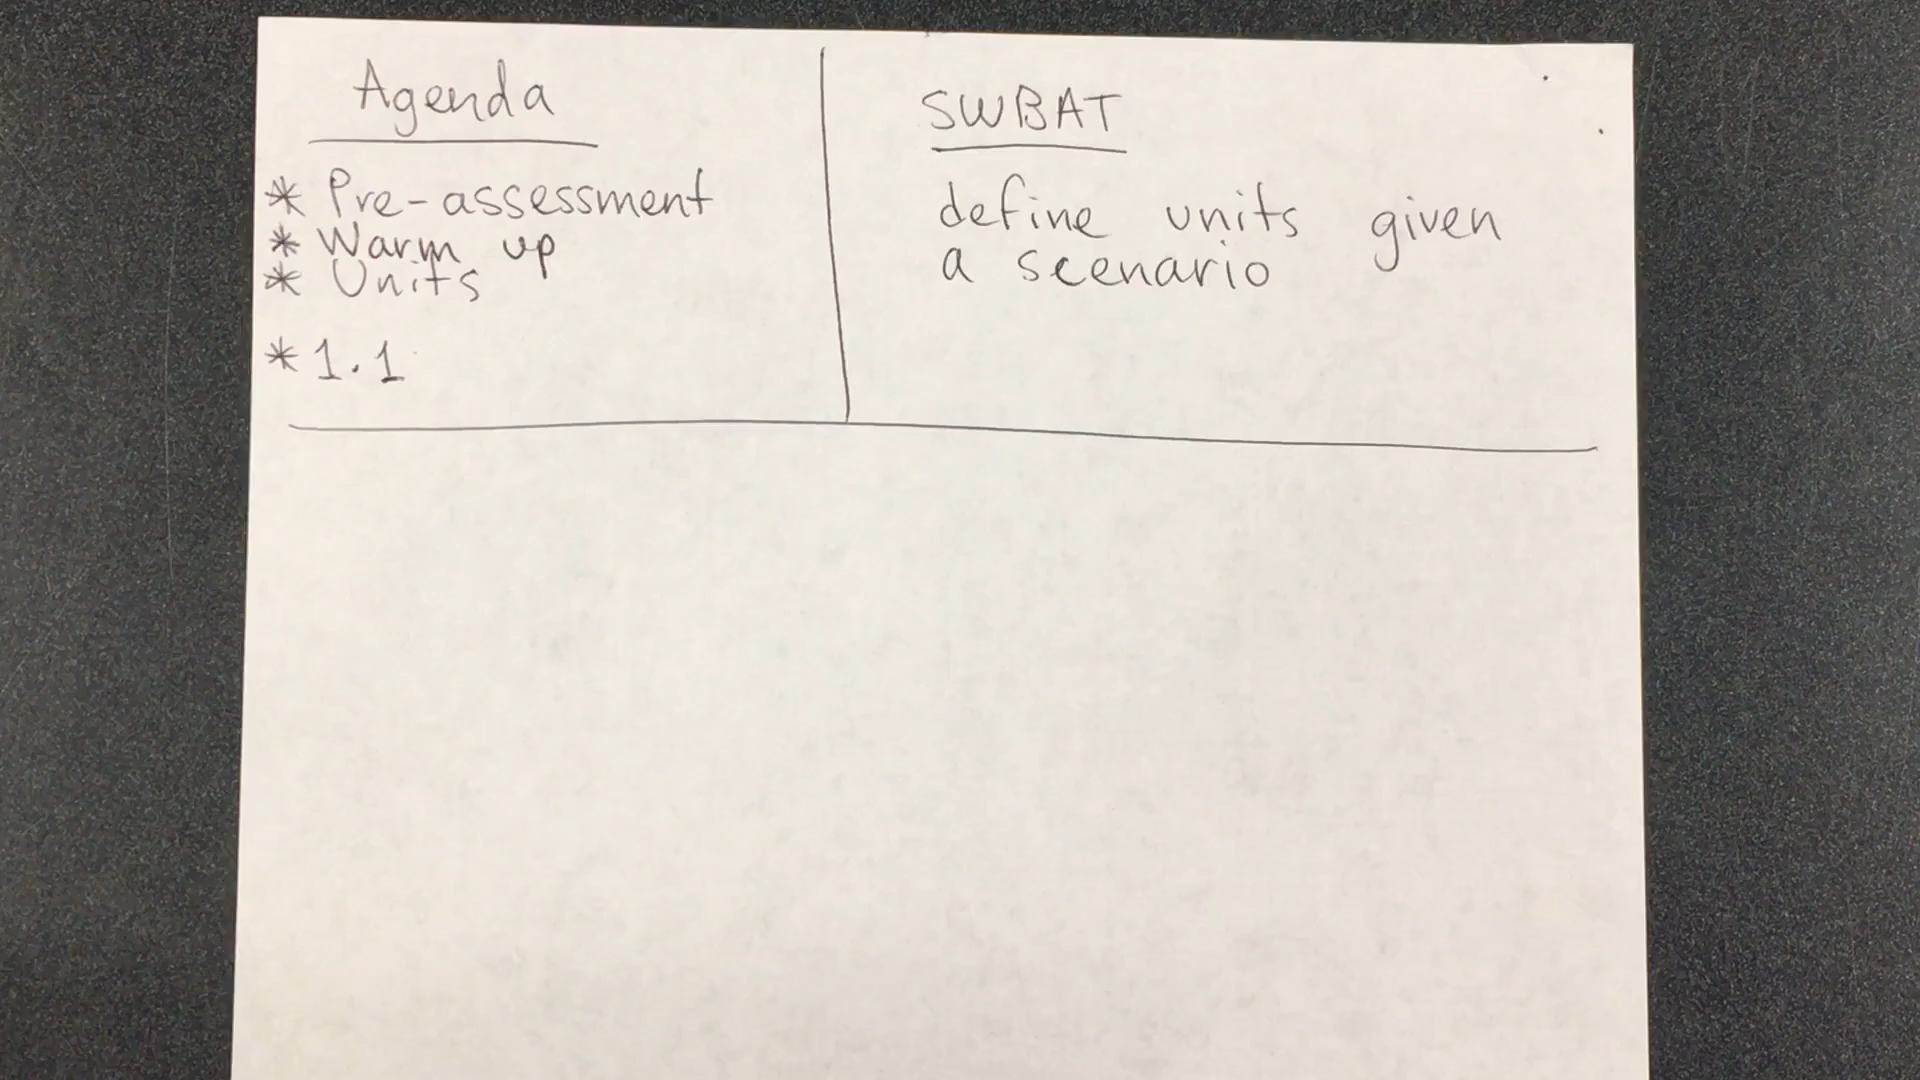 Agenda
* Pre-assessment
* Warm up
* Units
* 1.1
SWBAT
define units given
a scenario